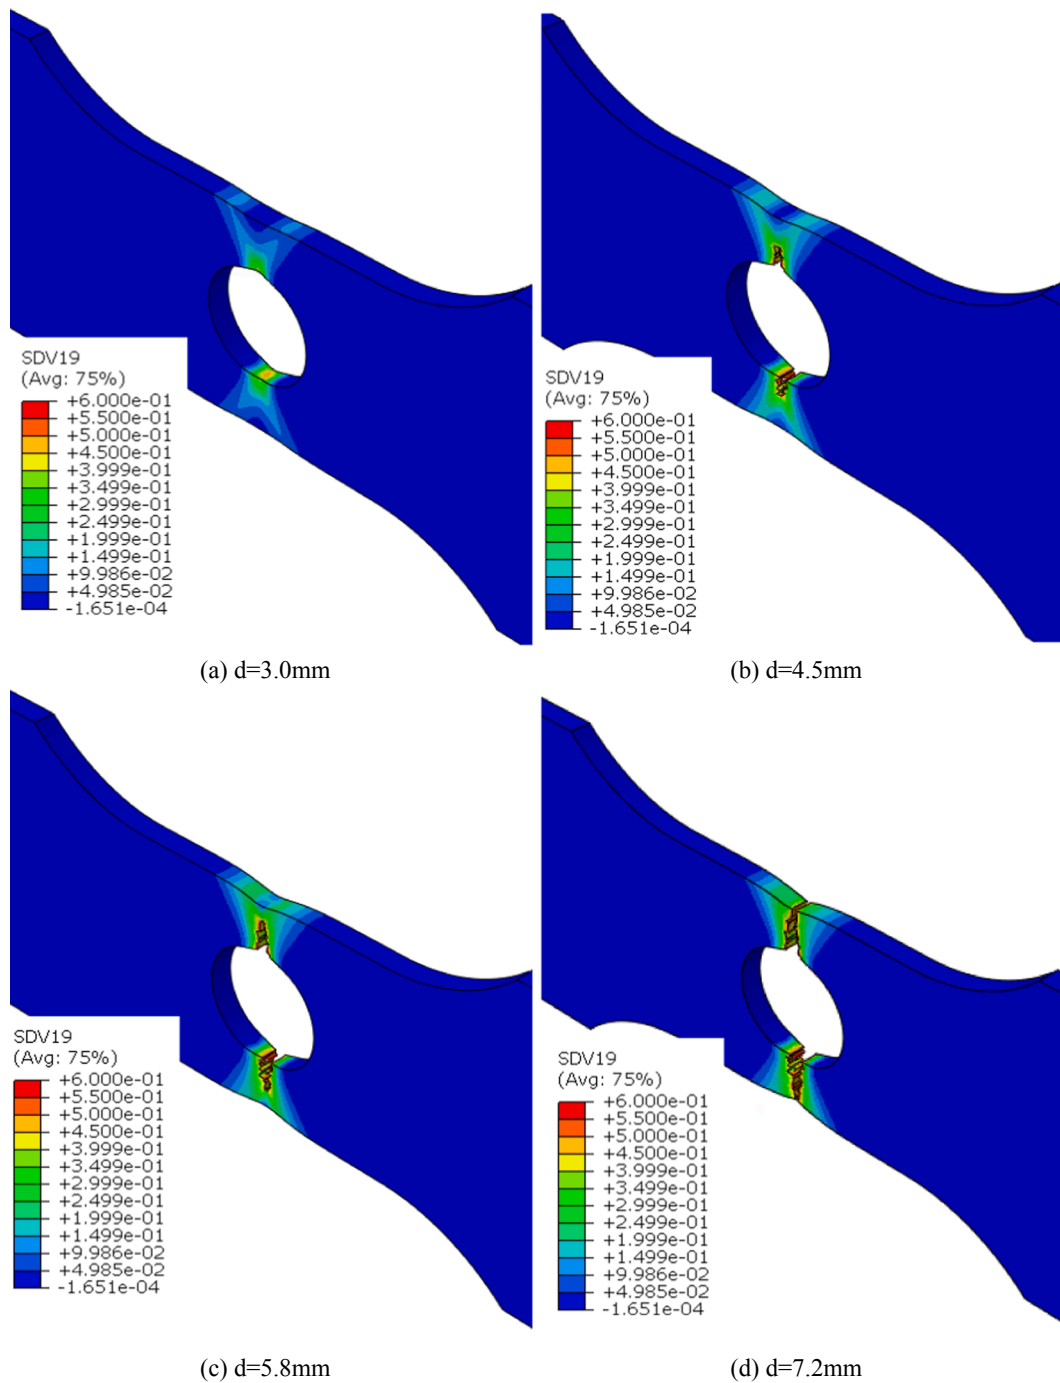 SDV19
(Avg: 75%)
+6.000e-01
+5.500e-01
+5.000e-01
+4.500e-01
+3.999e-01
+3.499e-01
+2.999e-01
+2.499e-01
+1.999e-01
+1.499e-01
+9.986e-02
+4.985e-02
-1.651e-04
(a) d=3.0mm
SDV19
(Avg: 75%)
+6.000e-01
+5.500e-01
+5.000e-01
+4.500e-01
+3.999e-01
+3.499e-01
+2.999e-01
+2.499e-01
+1.999e-01
+1.499e-01
+9.986e-02
+4.985e-02
-1.651e-04
(b) d=4.5mm
SDV19
(Avg: 75%)
+6.000e-01
+5.500e-01
+5.000e-01
+4.500e-01
+3.999e-01
+3.499e-01
+2.999e-01
+2.499e-01
+1.999e-01
+1.499e-01
+9.986e-02
+4.985e-02
-1.651e-04
(c) d=5.8mm
SDV19
(Avg: 75%)
+6.000e-01
+5.500e-01
+5.000e-01
+4.500e-01
+3.999e-01
+3.499e-01
+2.999e-01
+2.499e-01
+1.999e-01
+1.499e-01
+9.986e-02
+4.985e-02
-1.651e-04
(d) d=7.2mm